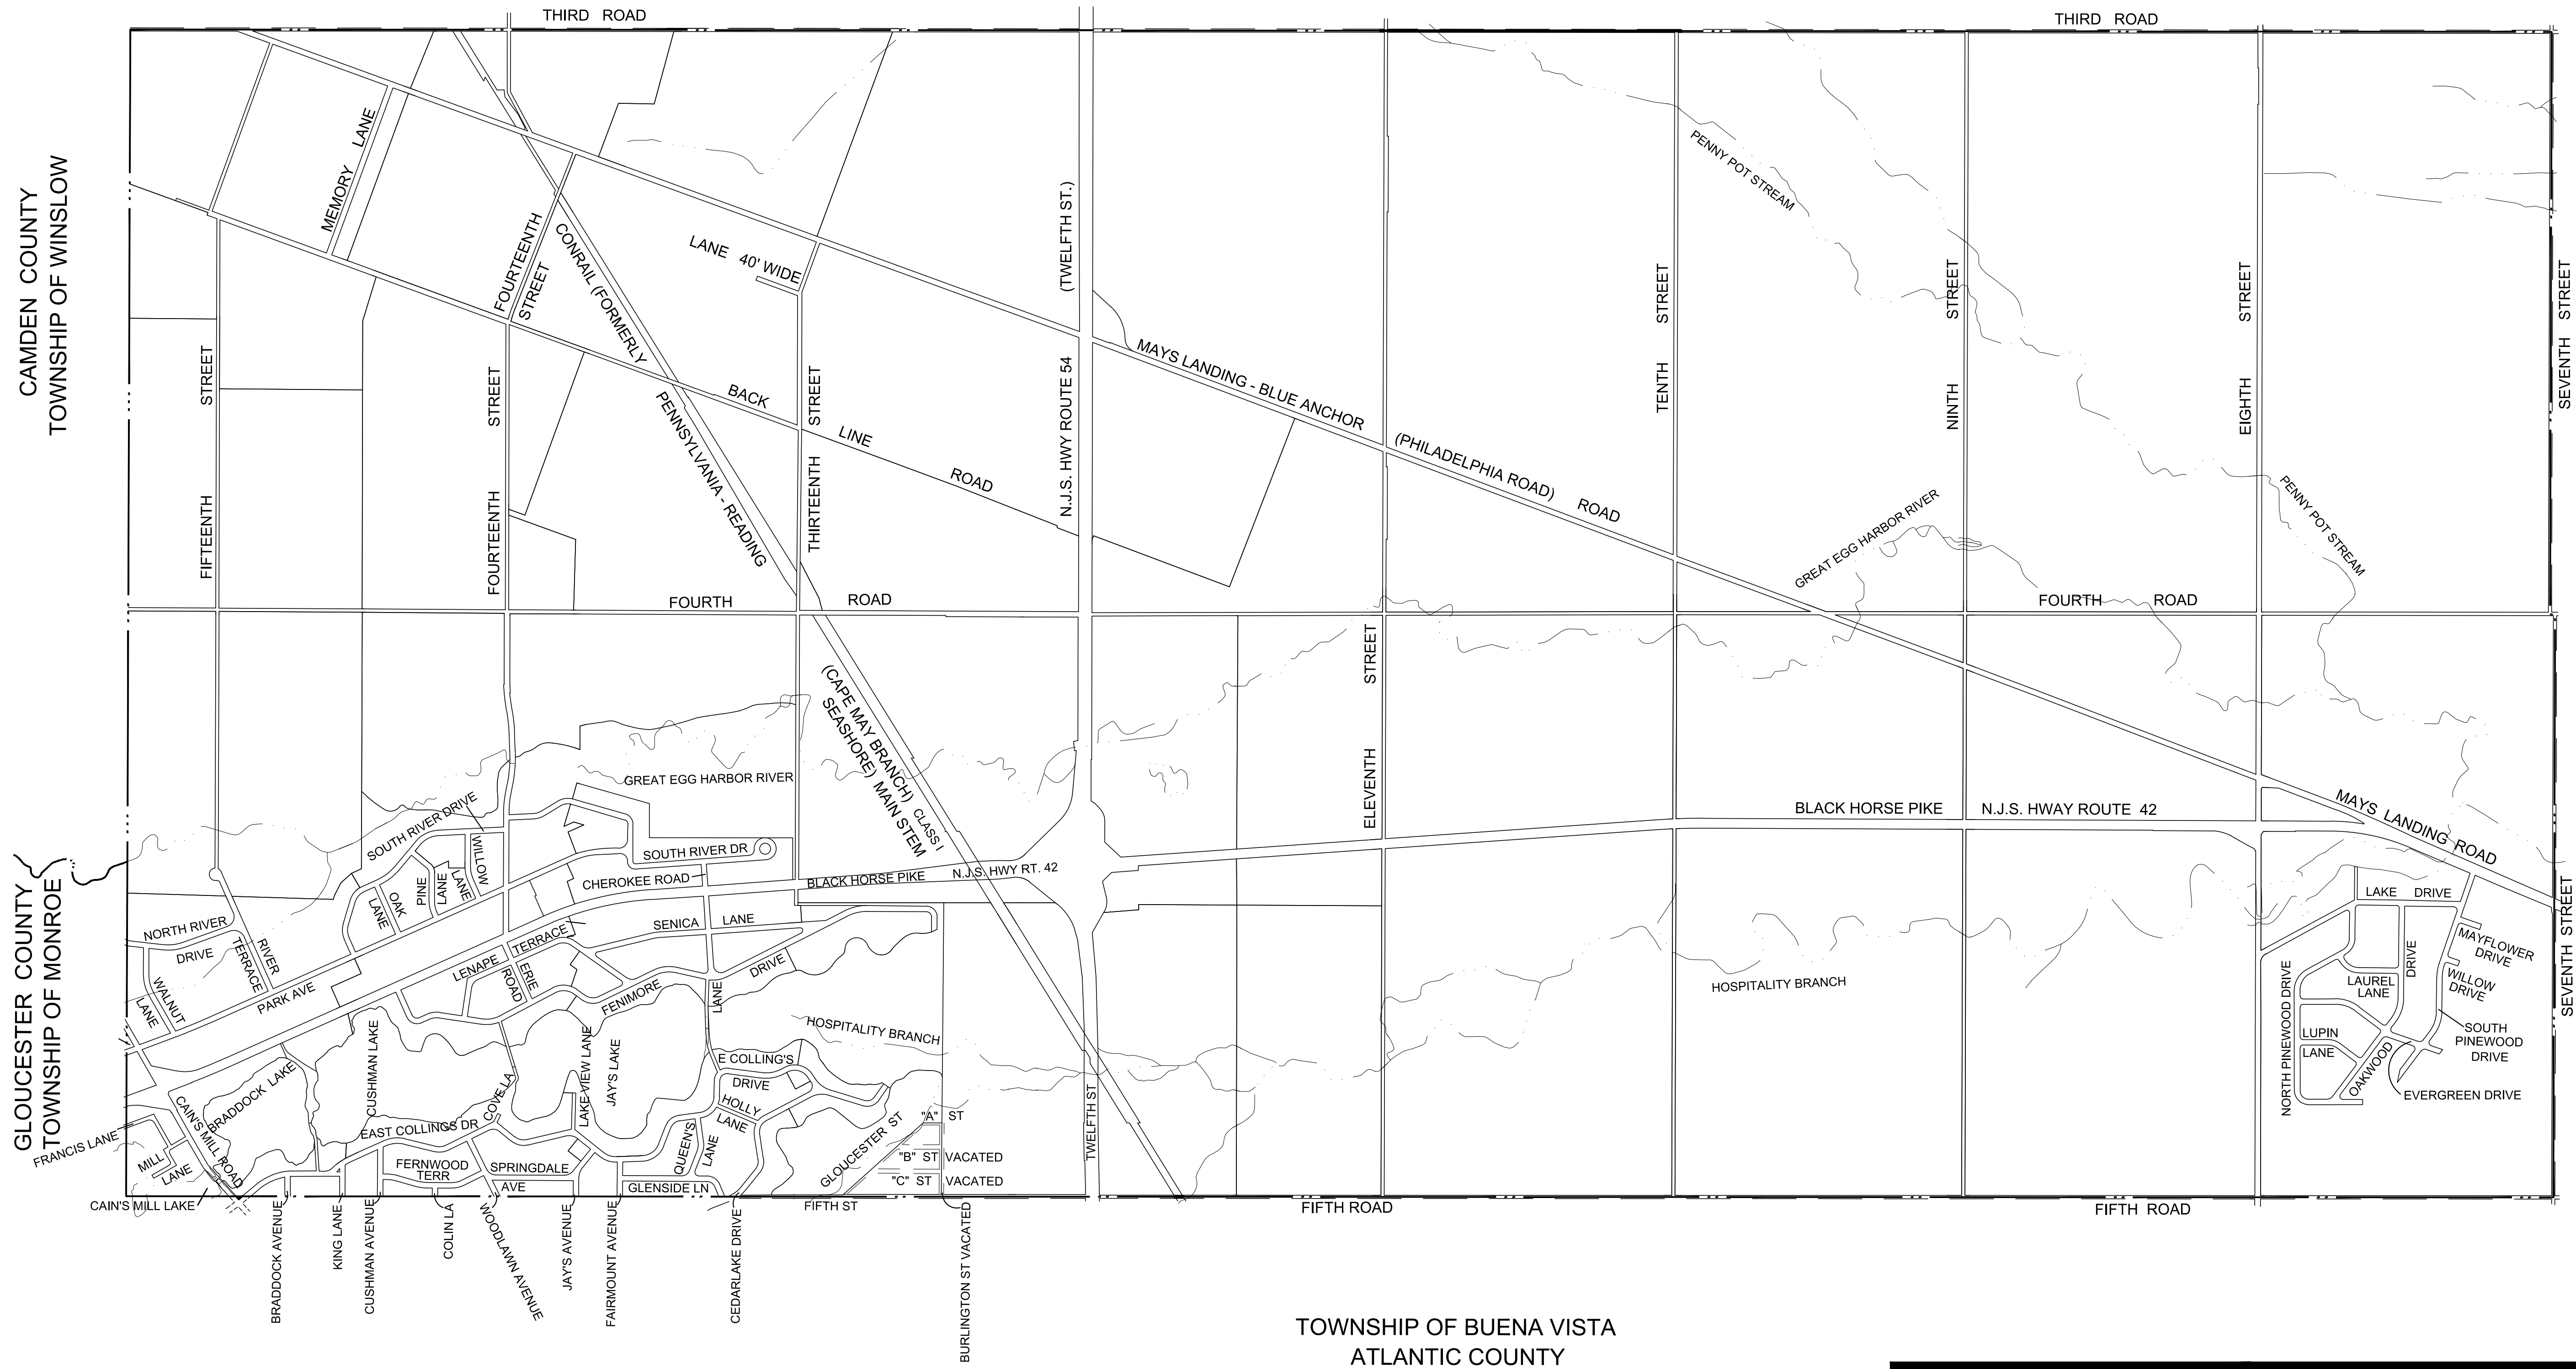 THIRD ROAD
THIRD ROAD
CAMDEN COUNTY
TOWNSHIP OF WINSLOW
MEMORY LANE
FOURTEENTH
STREET
CONRAIL (FORMERLY
LANE 40' WIDE
(TWELFTH ST.)
N.J.S. HWY ROUTE 54
PENNY POT STREAM
TENTH STREET
NINTH STREET
EIGHTH STREET
SEVENTH STREET
FIFTEENTH STREET
FOURTEENTH STREET
THIRTEENTH STREET
BACK LINE ROAD
PENNSYLVANIA - READING
MAYS LANDING - BLUE ANCHOR
(PHILADELPHIA ROAD) ROAD
GREAT EGG HARBOR RIVER
PENNY POT STREAM
FOURTH ROAD
FOURTH ROAD
ELEVENTH STREET
(CAPE MAY BRANCH) CLASS I
SEASHORE) MAIN STEM
GREAT EGG HARBOR RIVER
SOUTH RIVER DRIVE
WILLOW
LANE
PINE
LANE
OAK
LANE
SOUTH RIVER DR
CHEROKEE ROAD
BLACK HORSE PIKE N.J.S. HWY RT. 42
BLACK HORSE PIKE N.J.S. HWAY ROUTE 42
MAYS LANDING ROAD
SEVENTH STREET
GLOUCESTER COUNTY
TOWNSHIP OF MONROE
NORTH RIVER
DRIVE
RIVER
TERRACE
WALNUT
LANE
PARK AVE
SENICA LANE
LENAPE TERRACE
ERIE
ROAD
FENIMORE DRIVE
LANE
HOSPITALITY BRANCH
HOSPITALITY BRANCH
LAKE DRIVE
DRIVE
MAYFLOWER
DRIVE
WILLOW
DRIVE
LAUREL
LANE
LUPIN
LANE
NORTH PINEWOOD DRIVE
OAKWOOD
SOUTH
PINEWOOD
DRIVE
EVERGREEN DRIVE
BRADDOCK LAKE
CUSHMAN LAKE
COVE LA
LAKE VIEW LANE
JAY'S LAKE
E COLLING'S
DRIVE
HOLLY
LANE
QUEEN'S
LANE
EAST COLLINGS DR
CAIN'S MILL ROAD
FRANCIS LANE
MILL
LANE
CAIN'S MILL LAKE
FERNWOOD
TERR
SPRINGDALE
AVE
GLENSIDE LN
GLOUCESTER ST
"A" ST
"B" ST VACATED
"C" ST VACATED
TWELFTH ST
FIFTH ST
FIFTH ROAD
FIFTH ROAD
BRADDOCK AVENUE
KING LANE
CUSHMAN AVENUE
COLIN LA
WOODLAWN AVENUE
JAY'S AVENUE
FAIRMOUNT AVENUE
CEDARLAKE DRIVE
BURLINGTON ST VACATED
TOWNSHIP OF BUENA VISTA
ATLANTIC COUNTY